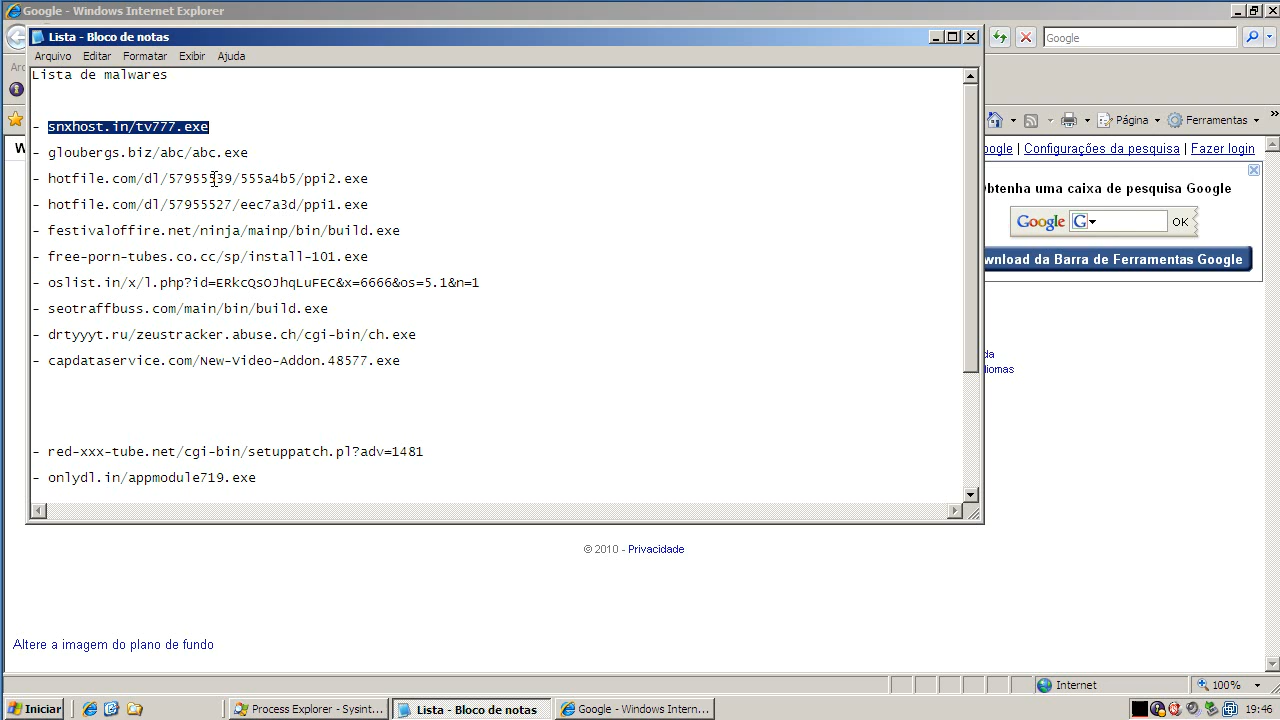 Google - Windows Internet Explorer
Lista - Bloco de notas
Google
Arquivo Editar Formatar Exibir Ajuda
Lista de malwares
- snxhost.in/tv777.exe
- gloubergs.biz/abc/abc.exe
- hotfile.com/dl/57955539/555a4b5/ppi2.exe
- hotfile.com/dl/57955527/eec7a3d/ppi1.exe
- festivaloffire.net/ninja/mainp/bin/build.exe
- free-porn-tubes.co.cc/sp/install-101.exe
- oslist.in/x/l.php?id=ERkcQsOJhqLuFEC&x=6666&os=5.1&n=1
- seotraffbuss.com/main/bin/build.exe
- drtyyyt.ru/zeustracker.abuse.ch/cgi-bin/ch.exe
- capdataservice.com/New-Video-Addon.48577.exe
- red-xxx-tube.net/cgi-bin/setuppatch.pl?adv=1481
- onlydl.in/appmodule719.exe
Página Ferramentas
oogle | Configurações da pesquisa | Fazer login
Obtenha uma caixa de pesquisa Google
Google G OK
wnload da Barra de Ferramentas Google
da
diomas
© 2010 - Privacidade
Altere a imagem do plano de fundo
Internet 100%
Iniciar Process Explorer - Sysint... Lista - Bloco de notas Google - Windows Intern... 19:46